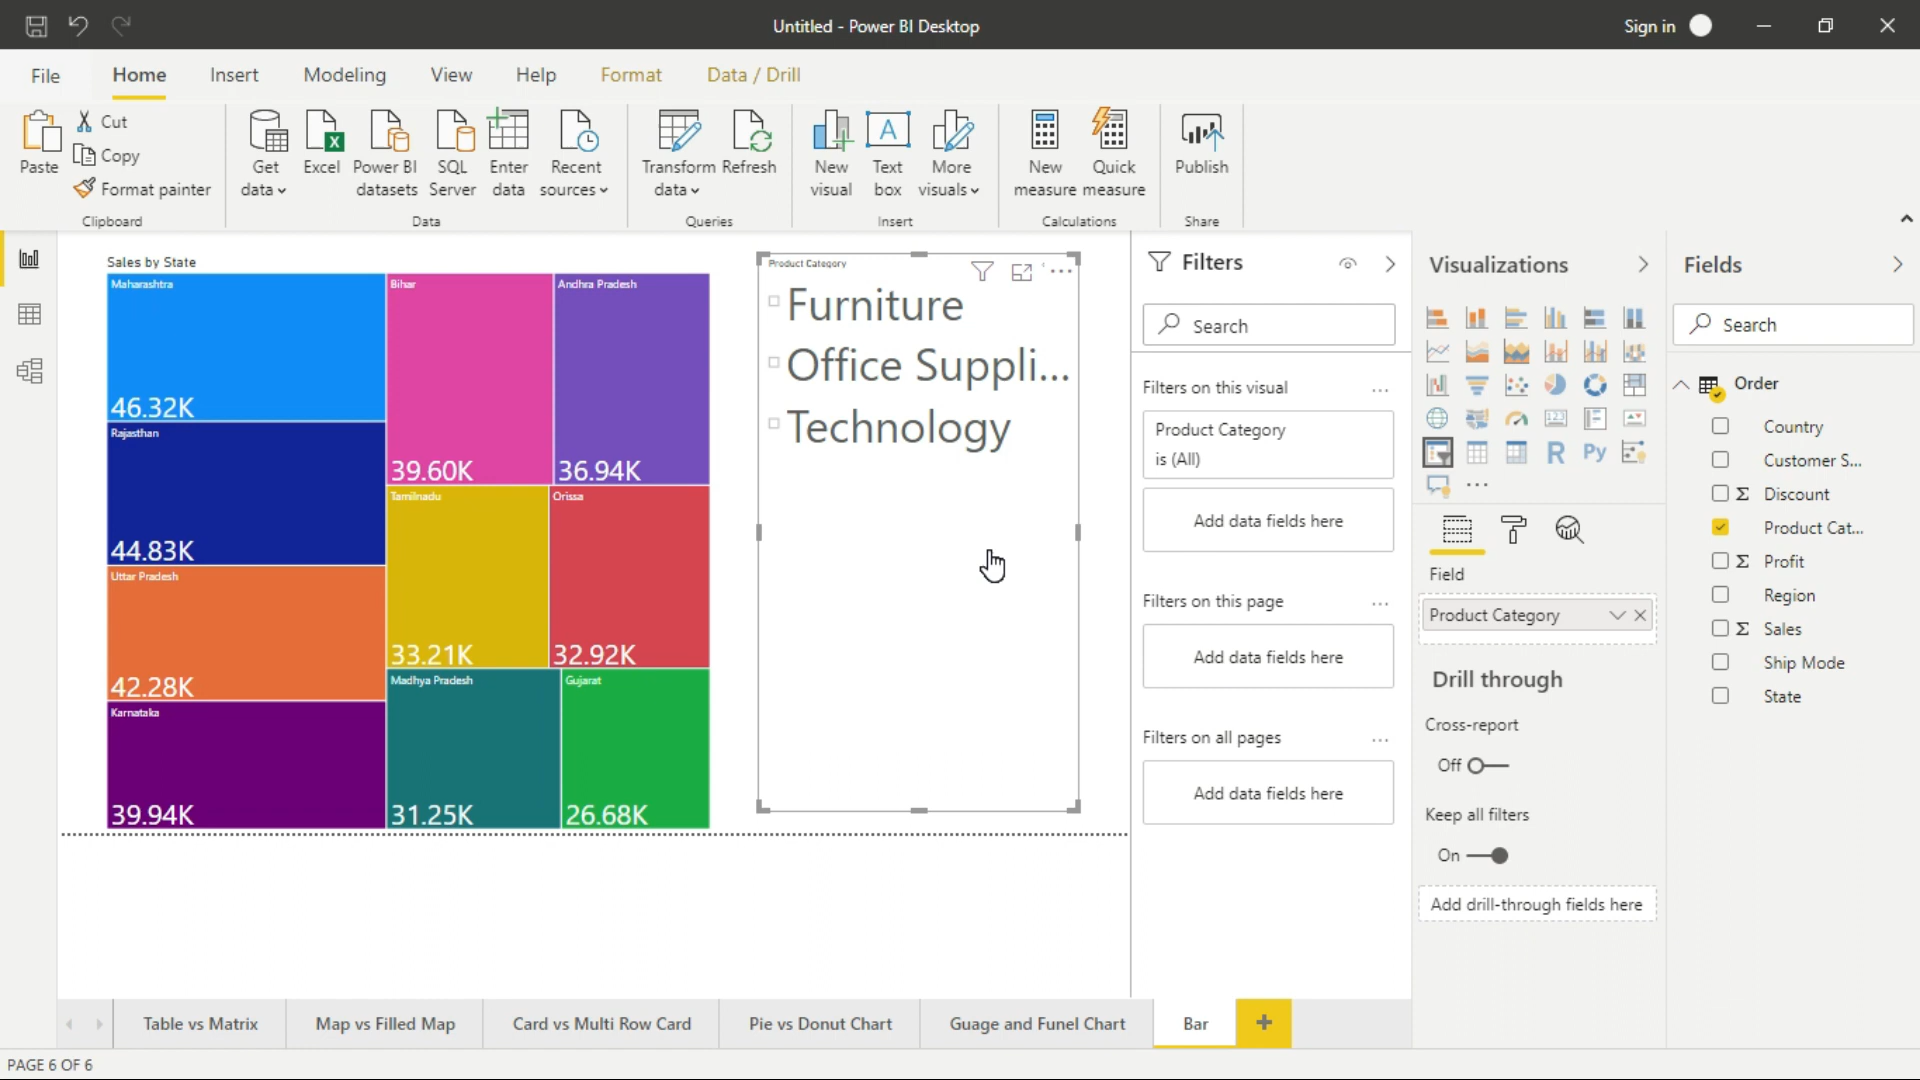 Untitled - Power BI Desktop
Sign in
File
Home
Insert
Modeling
View
Help
Format
Data / Drill
Paste
Cut
Copy
Format painter
Clipboard
Get data
Excel
Power BI datasets
SQL Server
Enter data
Recent sources
Data
Transform data
Refresh
Queries
New visual
Text box
More visuals
Insert
New measure
Quick measure
Calculations
Publish
Share
Sales by State
Maharashtra
46.32K
Rajasthan
44.83K
Uttar Pradesh
42.28K
Karnataka
39.94K
Bihar
39.60K
Andhra Pradesh
36.94K
Tamilnadu
33.21K
Orissa
32.92K
Madhya Pradesh
31.25K
Gujarat
26.68K
Product Category
Furniture
Office Suppli...
Technology
Filters
Search
Filters on this visual
Product Category
is (All)
Add data fields here
Filters on this page
Add data fields here
Filters on all pages
Add data fields here
Visualizations
R
Py
Field
Product Category
Drill through
Cross-report
Off
Keep all filters
On
Add drill-through fields here
Fields
Search
Order
Country
Customer S...
Σ Discount
Product Cat...
Σ Profit
Region
Σ Sales
Ship Mode
State
Table vs Matrix
Map vs Filled Map
Card vs Multi Row Card
Pie vs Donut Chart
Guage and Funel Chart
Bar
PAGE 6 OF 6